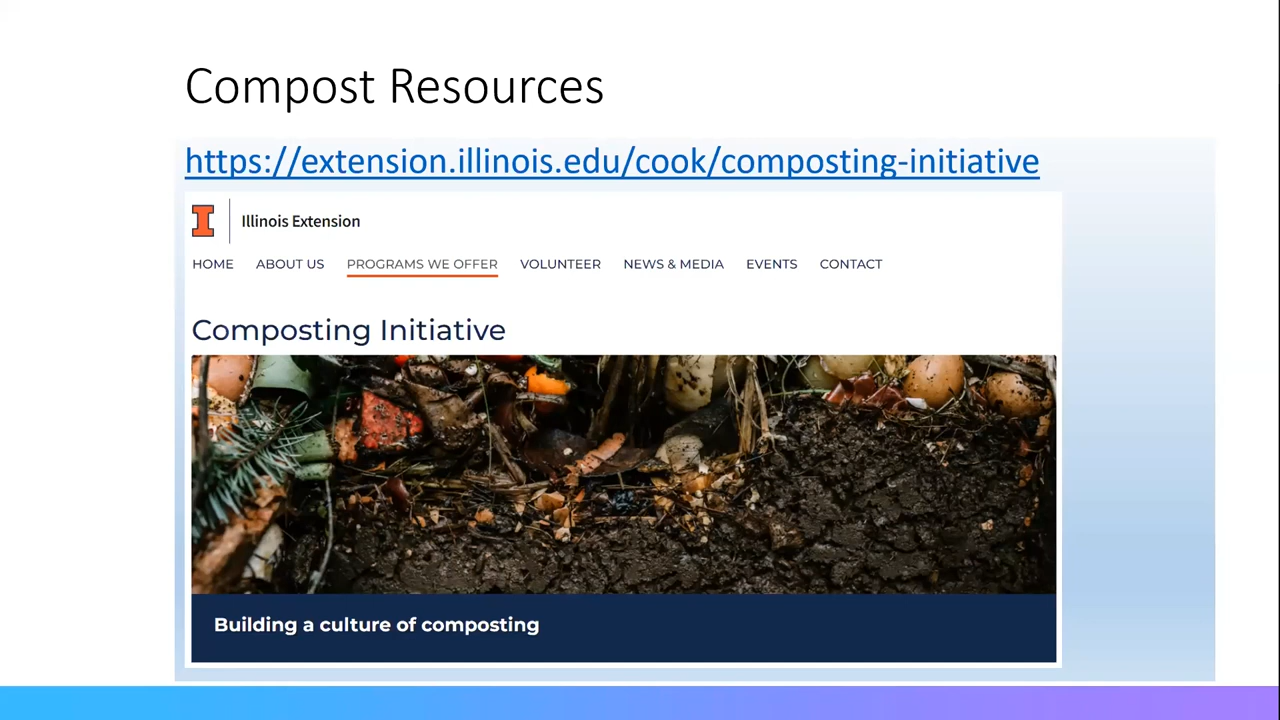 Compost Resources
https://extension.illinois.edu/cook/composting-initiative
I Illinois Extension
HOME ABOUT US PROGRAMS WE OFFER VOLUNTEER NEWS & MEDIA EVENTS CONTACT
Composting Initiative
Building a culture of composting